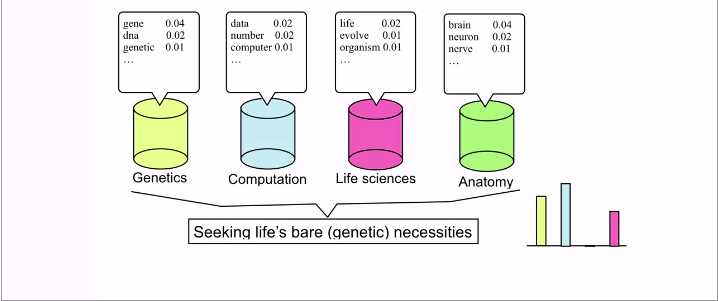 gene 0.04
dna 0.02
genetic 0.01
...
data 0.02
number 0.02
computer 0.01
...
life 0.02
evolve 0.01
organism 0.01
...
brain 0.04
neuron 0.02
nerve 0.01
...
Genetics
Computation
Life sciences
Anatomy
Seeking life's bare (genetic) necessities